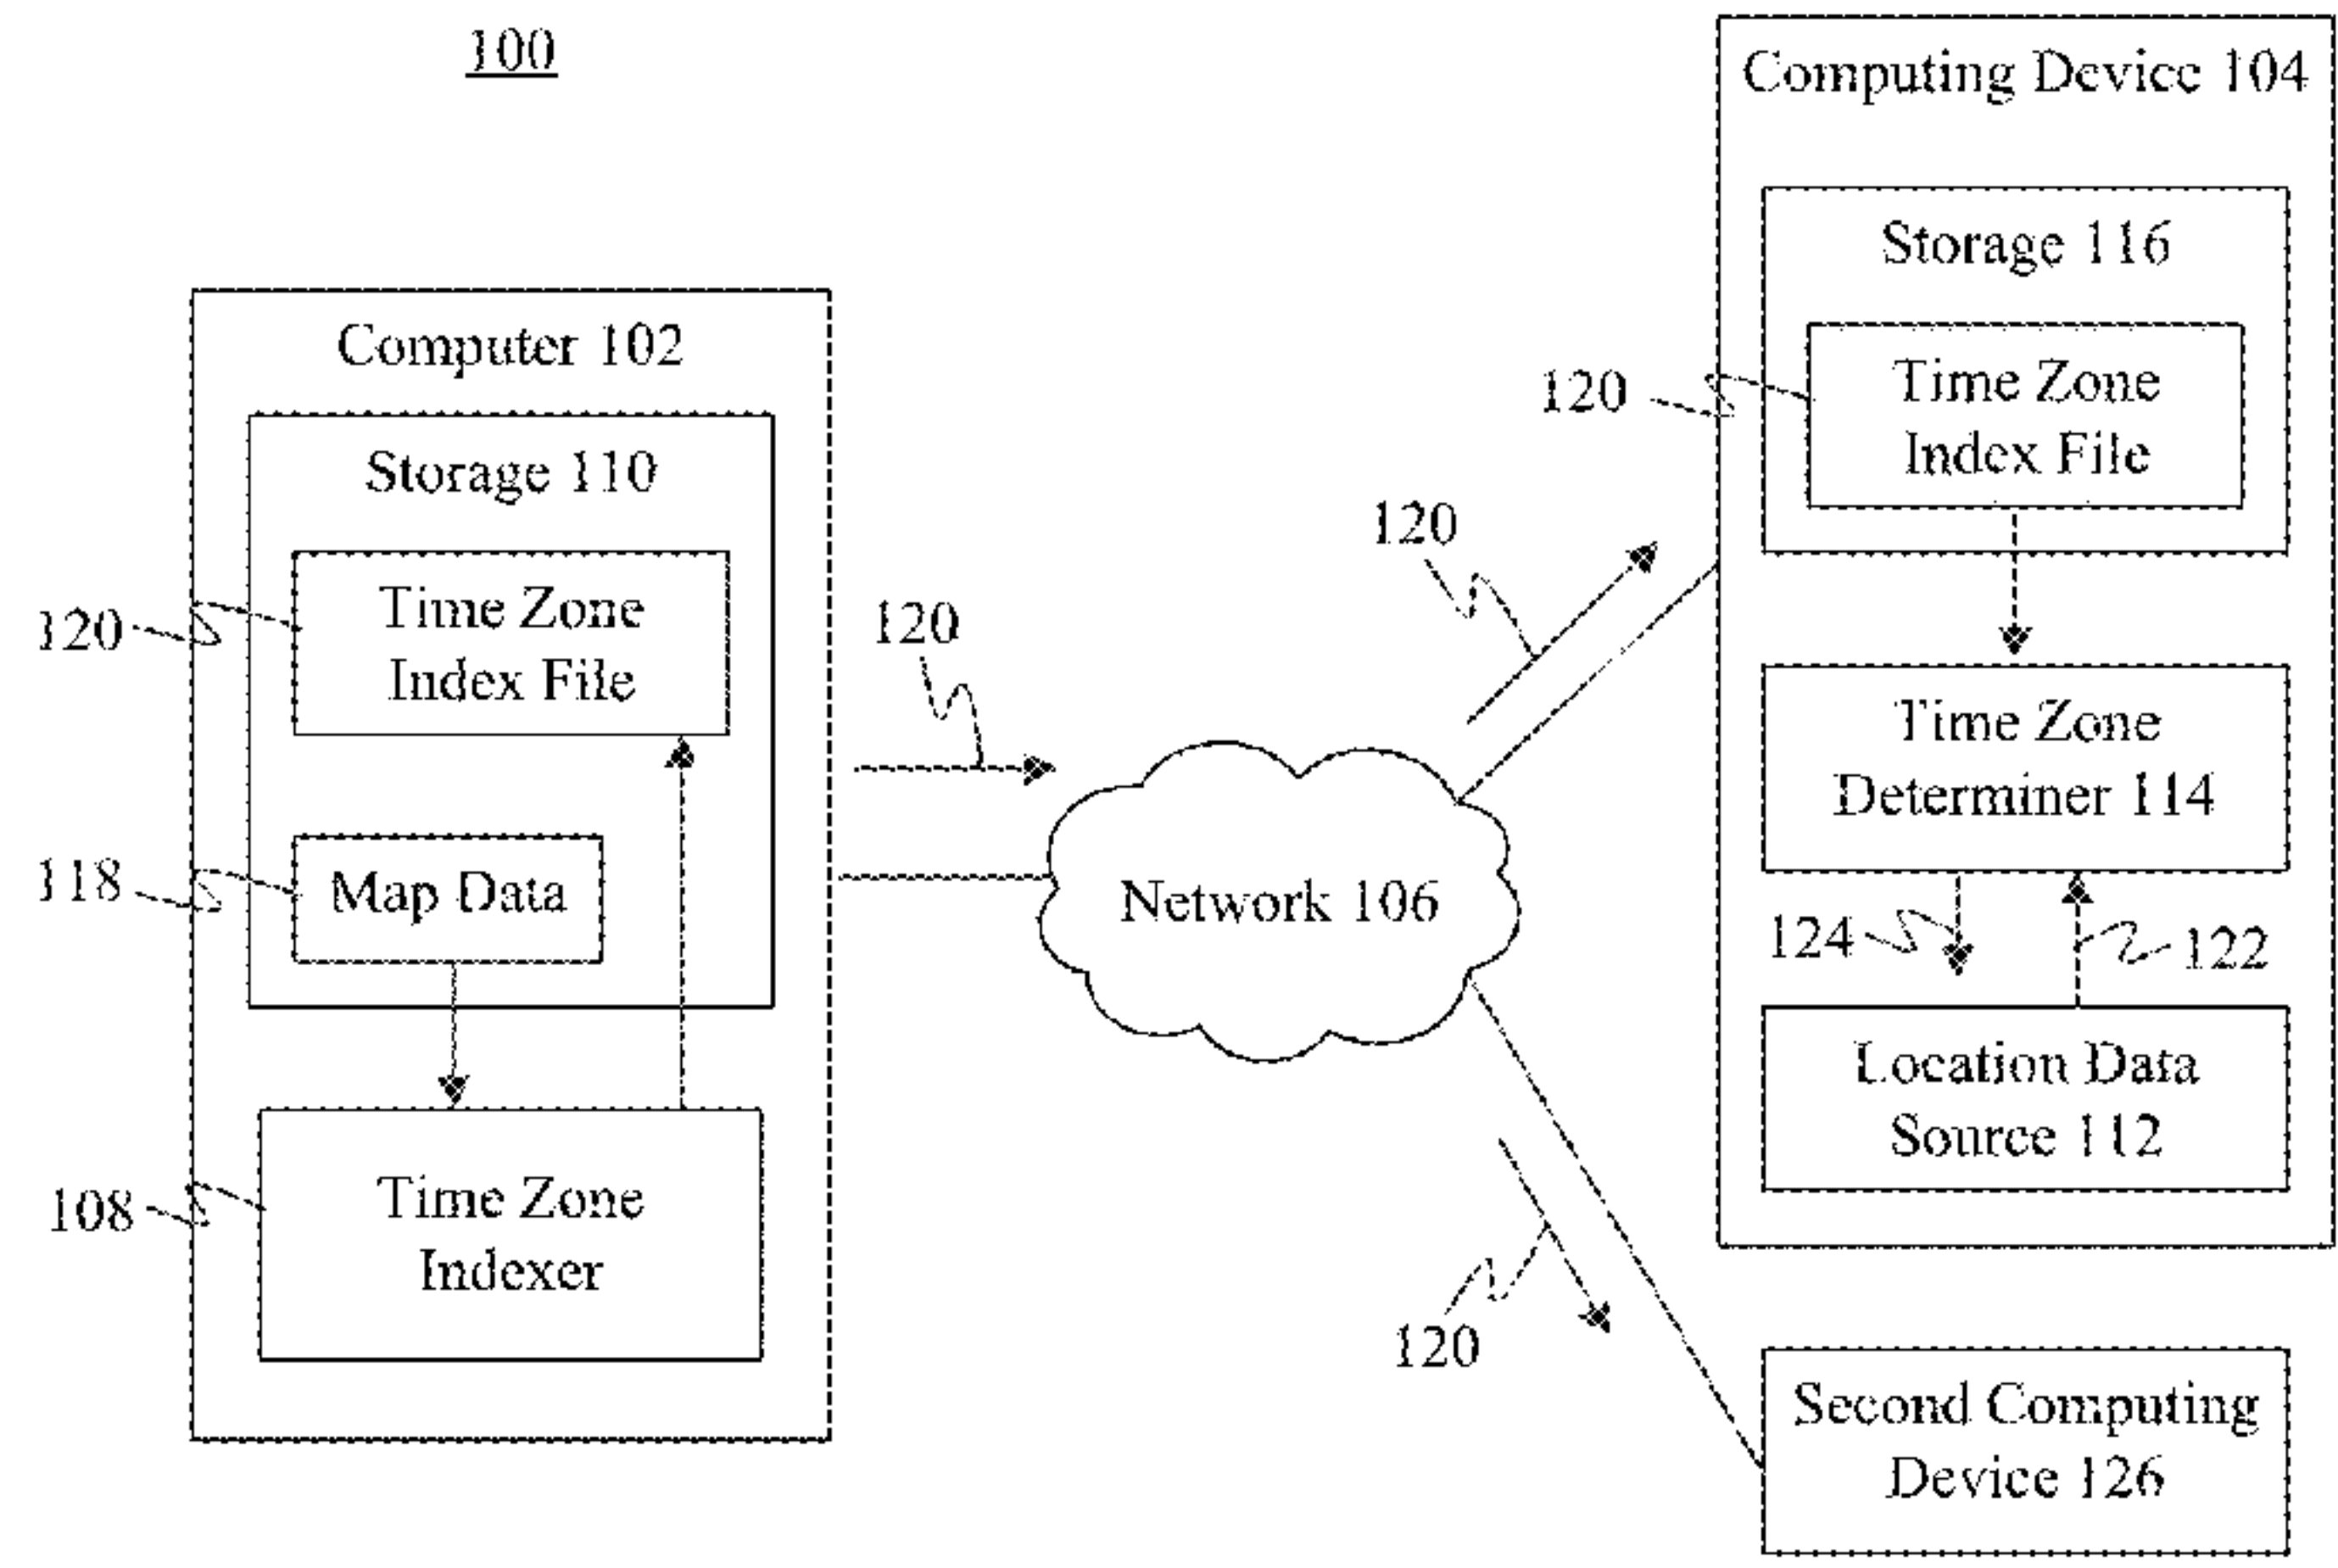 100
Computer 102
Storage 110
120
Time Zone
Index File
118
Map Data
108
Time Zone
Indexer
120
Network 106
120
120
Computing Device 104
Storage 116
120
Time Zone
Index File
Time Zone
Determiner 114
124
122
Location Data
Source 112
Second Computing
Device 126